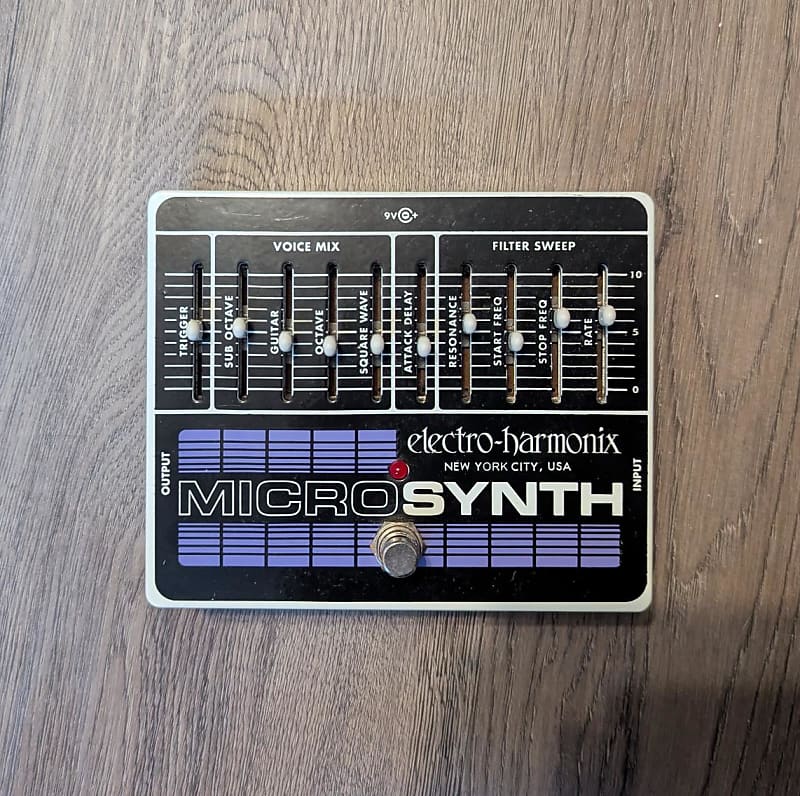 9V +
VOICE MIX
FILTER SWEEP
TRIGGER
SUB OCTAVE
GUITAR
OCTAVE
SQUARE WAVE
ATTACK DELAY
RESONANCE
START FREQ
STOP FREQ
RATE
10
5
0
electro-harmonix
NEW YORK CITY, USA
OUTPUT
INPUT
MICROSYNTH